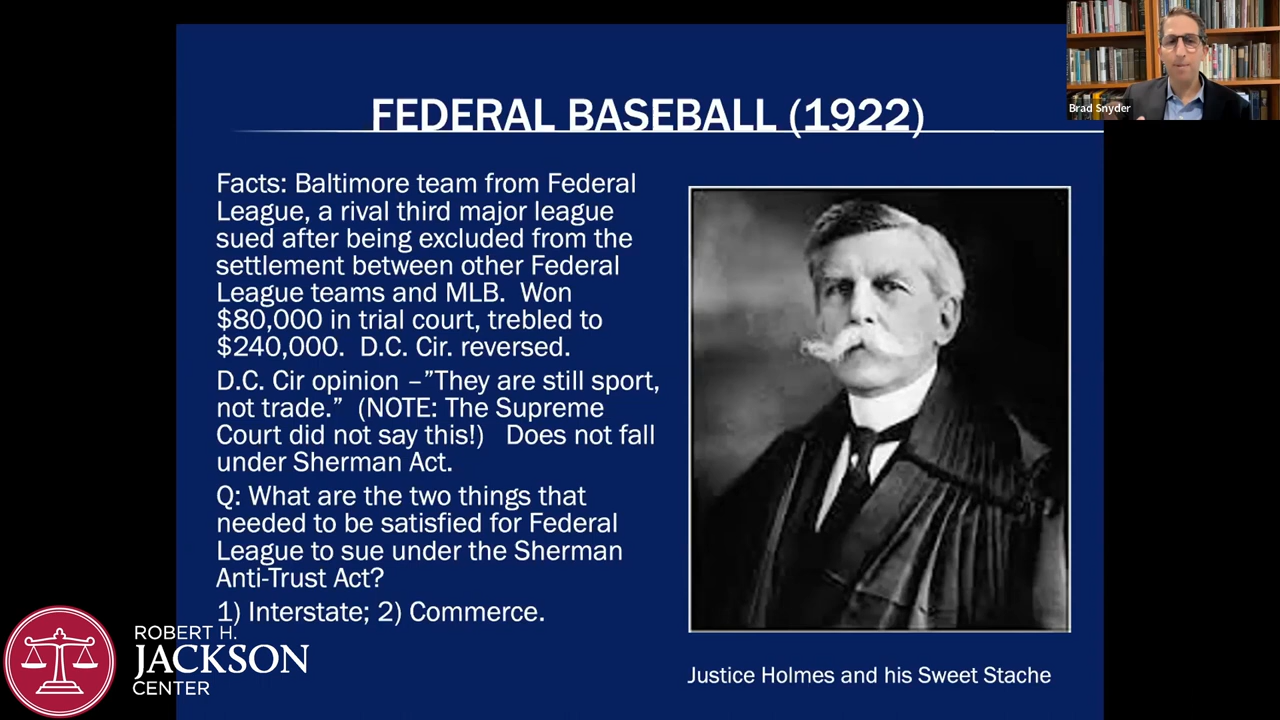 Brad Snyder
FEDERAL BASEBALL (1922)
Facts: Baltimore team from Federal
League, a rival third major league
sued after being excluded from the
settlement between other Federal
League teams and MLB.  Won
$80,000 in trial court, trebled to
$240,000.  D.C. Cir. reversed.
D.C. Cir opinion –”They are still sport,
not trade.”  (NOTE: The Supreme
Court did not say this!)   Does not fall
under Sherman Act.
Q: What are the two things that
needed to be satisfied for Federal
League to sue under the Sherman
Anti-Trust Act?
1) Interstate; 2) Commerce.
Justice Holmes and his Sweet Stache
ROBERT H.
JACKSON
CENTER